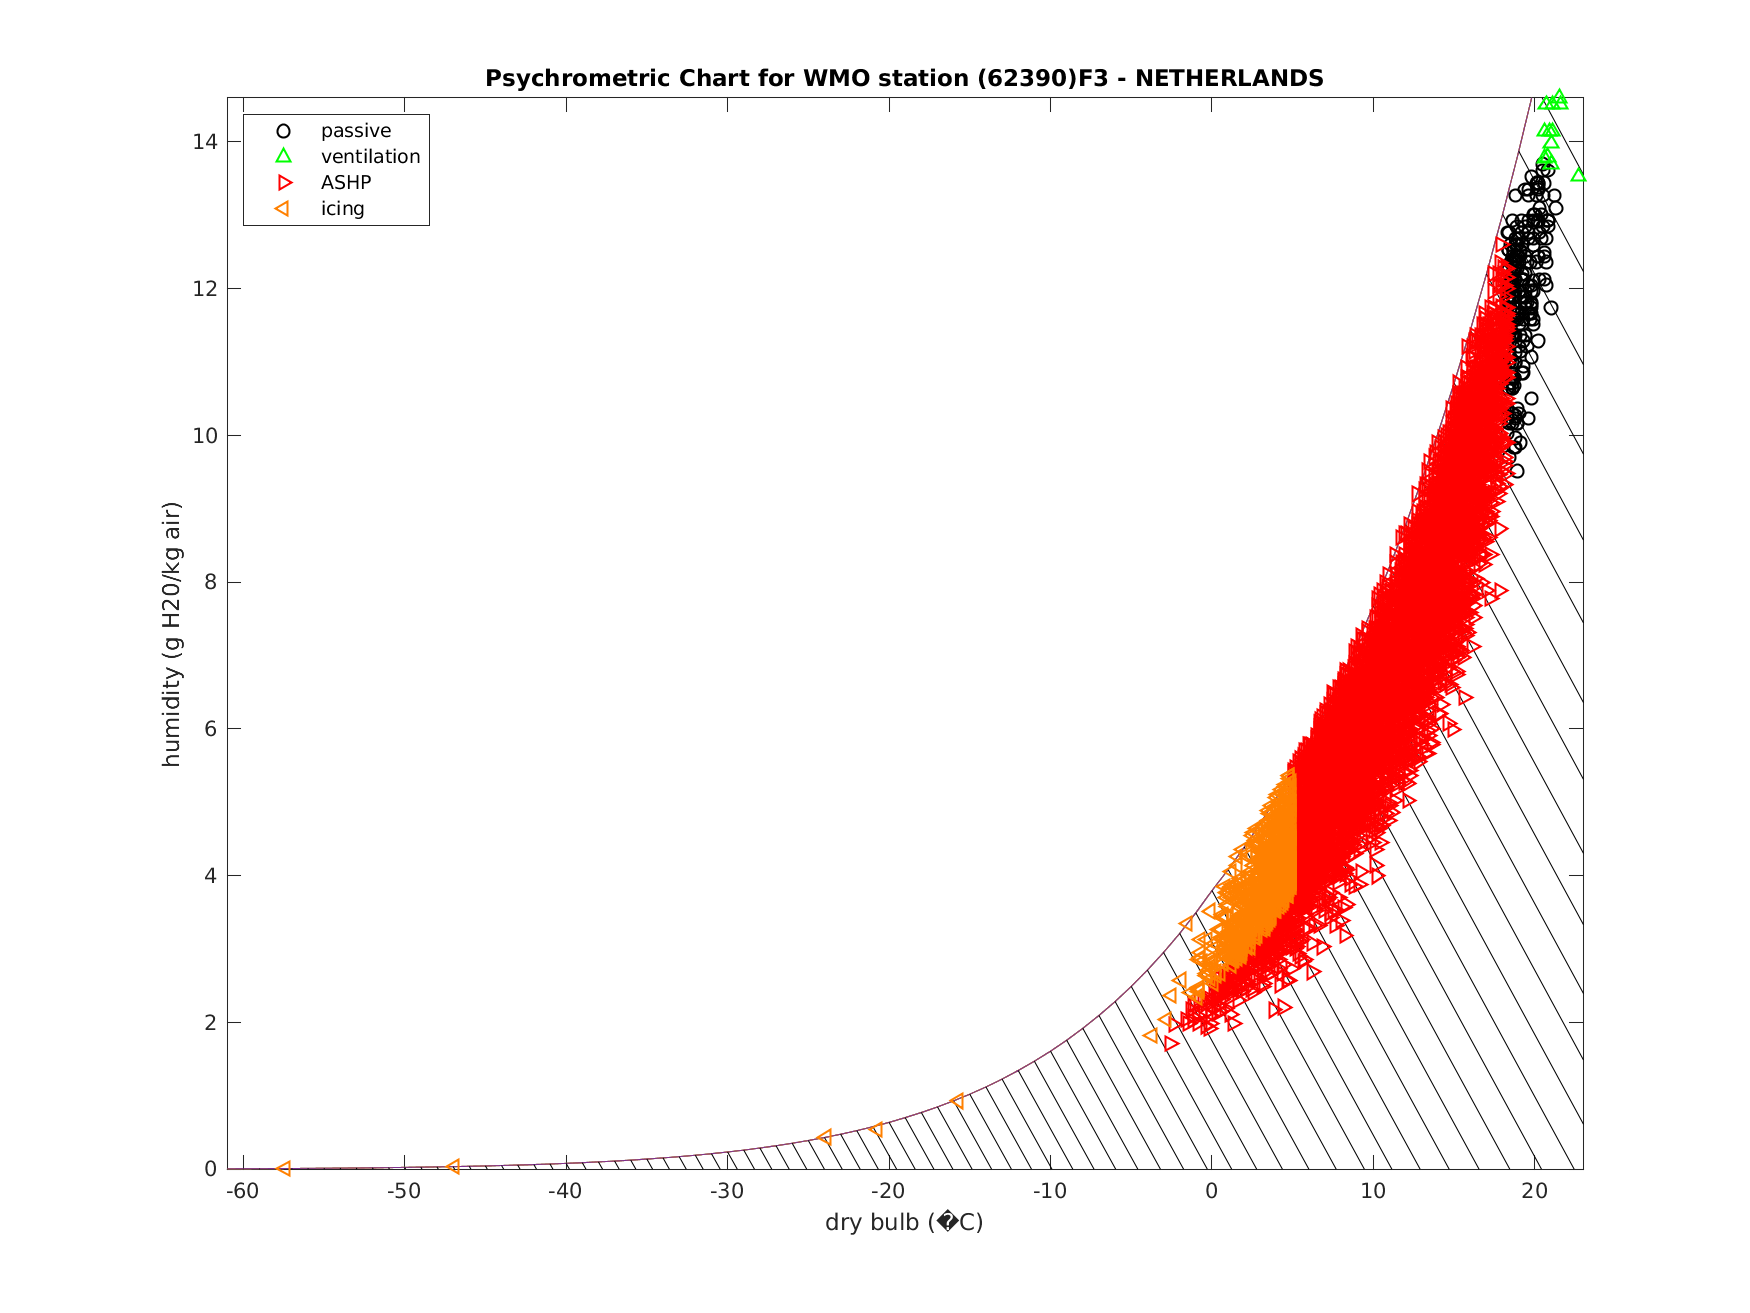 Psychrometric Chart for WMO station (62390)F3 - NETHERLANDS
passive
ventilation
ASHP
icing
humidity (g H20/kg air)
14
12
10
8
6
4
2
0
-60 -50 -40 -30 -20 -10 0 10 20
dry bulb (�C)